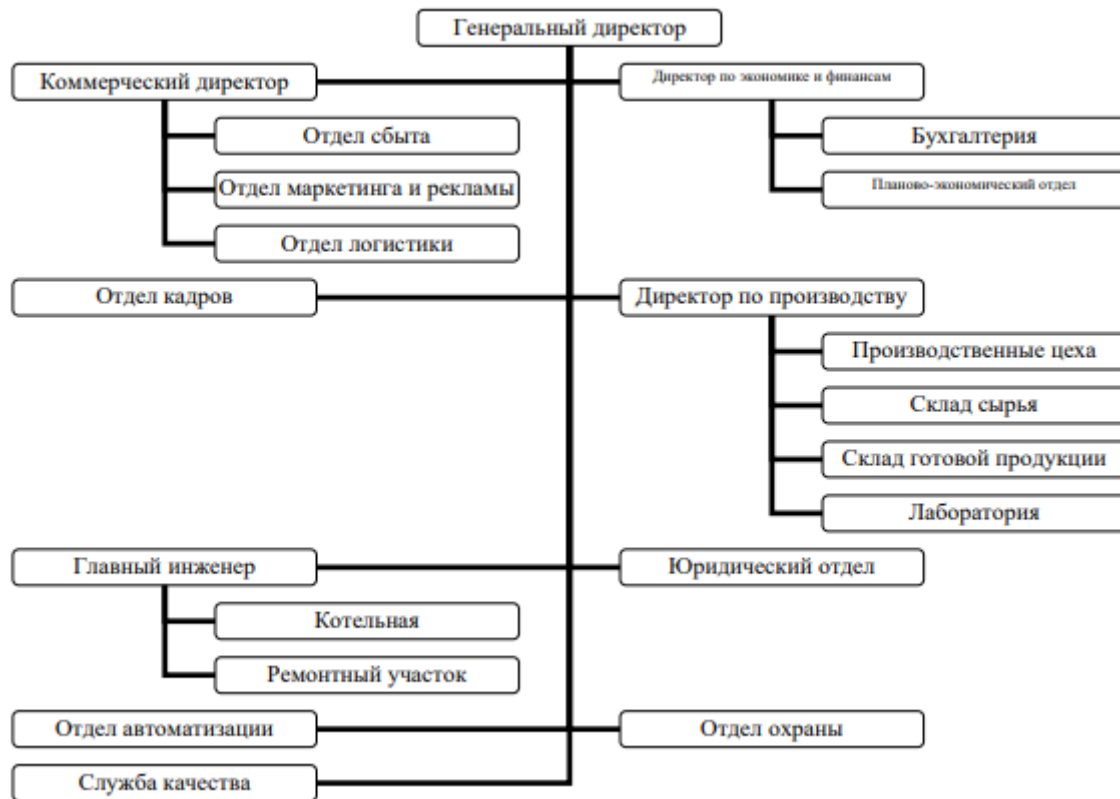 Генеральный директор
Коммерческий директор
Директор по экономике и финансам
Отдел сбыта
Бухгалтерия
Отдел маркетинга и рекламы
Планово-экономический отдел
Отдел логистики
Отдел кадров
Директор по производству
Производственные цеха
Склад сырья
Склад готовой продукции
Лаборатория
Главный инженер
Юридический отдел
Котельная
Ремонтный участок
Отдел автоматизации
Отдел охраны
Служба качества